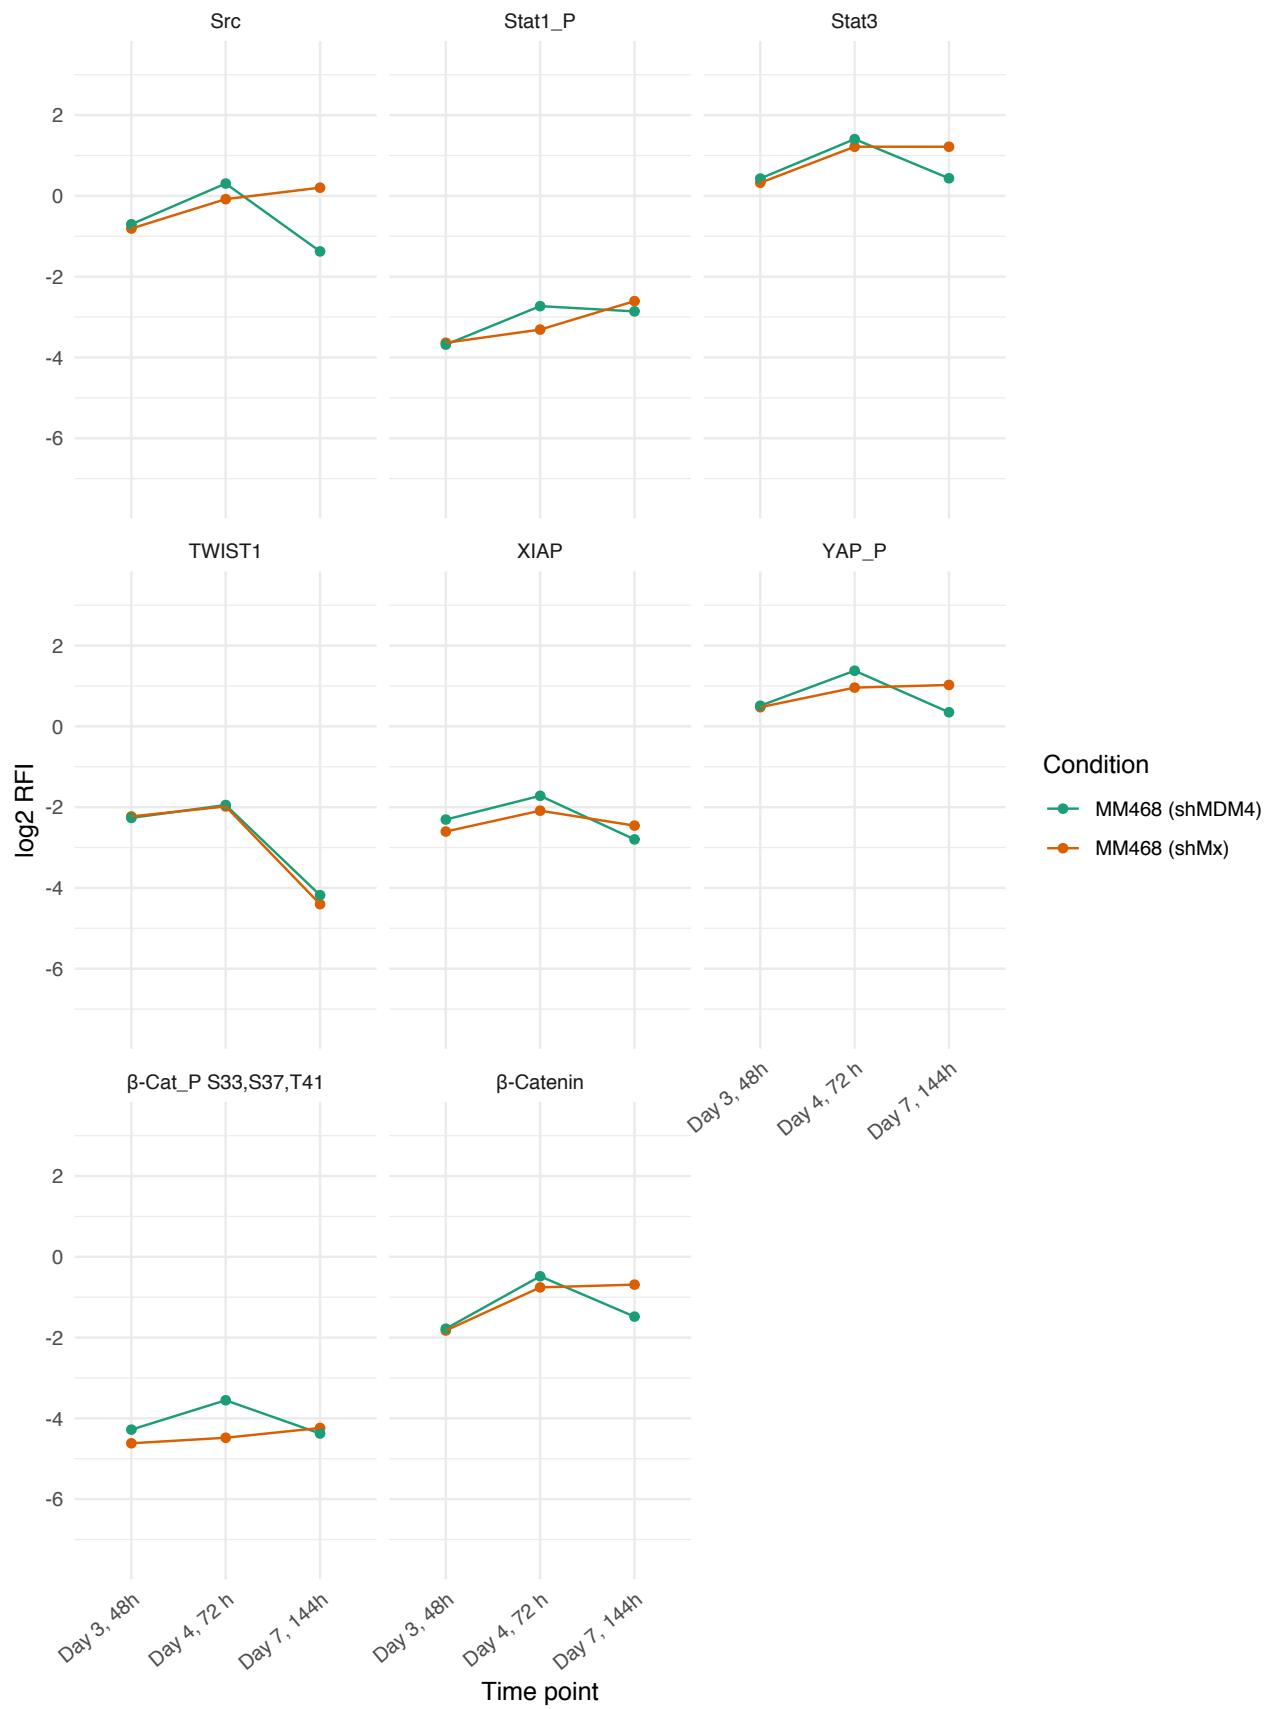 Src
Stat1_P
Stat3
2
0
-2
-4
-6
TWIST1
XIAP
YAP_P
2
0
-2
-4
-6
log2 RFI
Condition
MM468 (shMDM4)
MM468 (shMx)
β-Cat_P S33,S37,T41
β-Catenin
Day 3, 48h
Day 4, 72 h
Day 7, 144h
2
0
-2
-4
-6
Day 3, 48h
Day 4, 72 h
Day 7, 144h
Day 3, 48h
Day 4, 72 h
Day 7, 144h
Time point